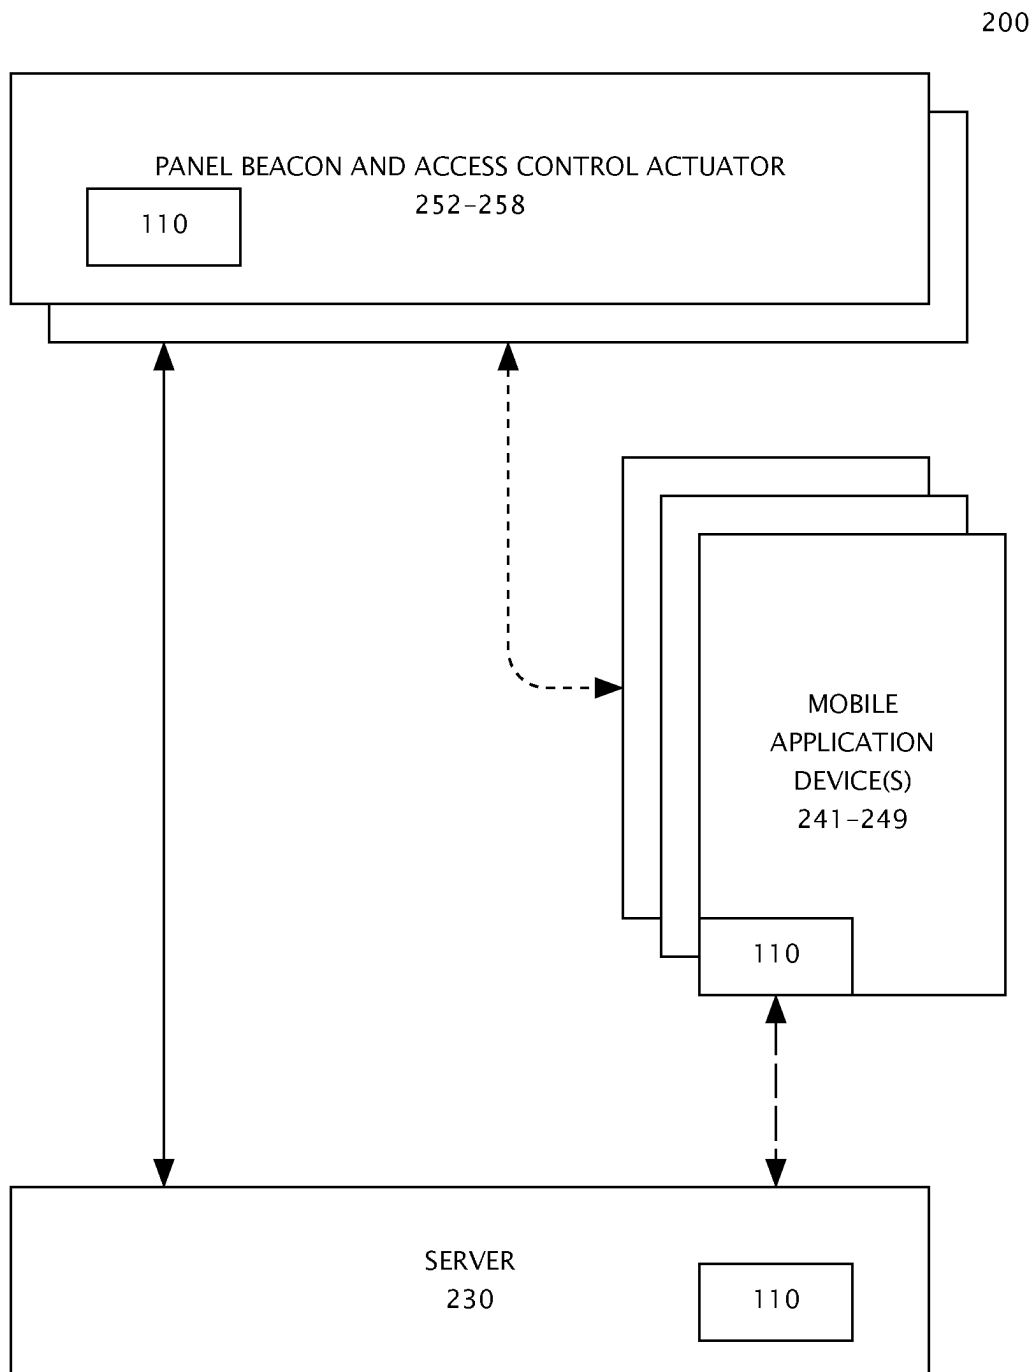 200
PANEL BEACON AND ACCESS CONTROL ACTUATOR
252–258
110
MOBILE
APPLICATION
DEVICE(S)
241–249
110
SERVER
230
110